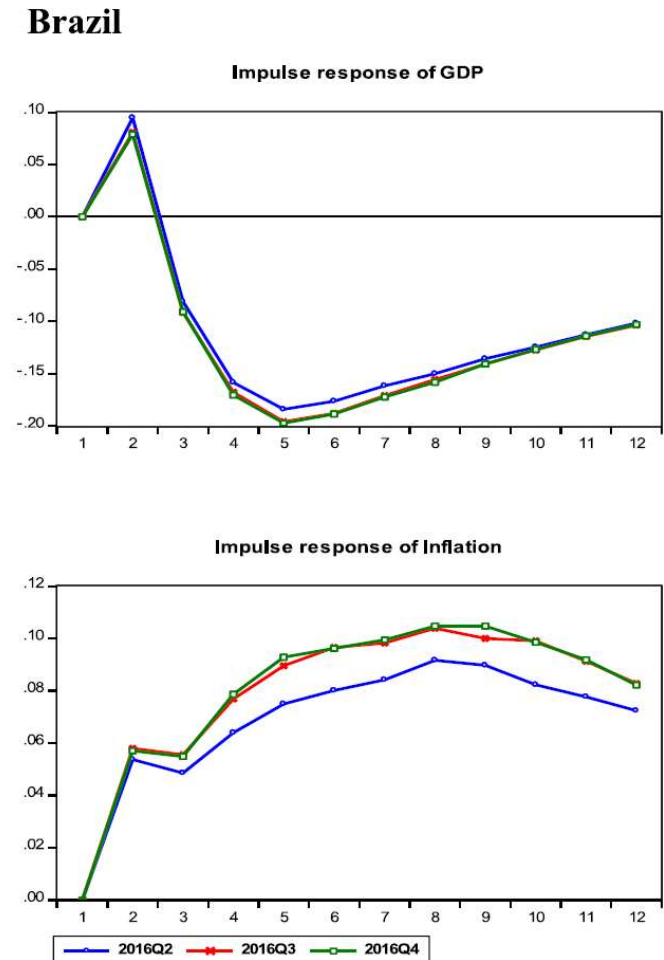 Brazil
Impulse response of GDP
.10
.05
.00
-.05
-.10
-.15
-.20
1 2 3 4 5 6 7 8 9 10 11 12
Impulse response of Inflation
.12
.10
.08
.06
.04
.02
.00
1 2 3 4 5 6 7 8 9 10 11 12
2016Q2 2016Q3 2016Q4